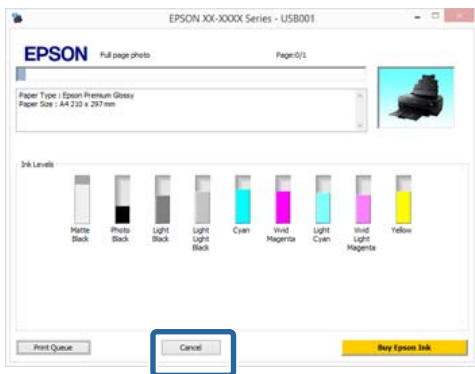 EPSON XX-XXXX Series - USB001
EPSON Full page photo Page:0/1
Paper Type : Epson Premium Glossy
Paper Size : A4 210 x 297 mm
Ink Levels
Matte Black
Photo Black
Light Black
Light Light Black
Cyan
Vivid Magenta
Light Cyan
Vivid Light Magenta
Yellow
Print Queue Cancel Buy Epson Ink